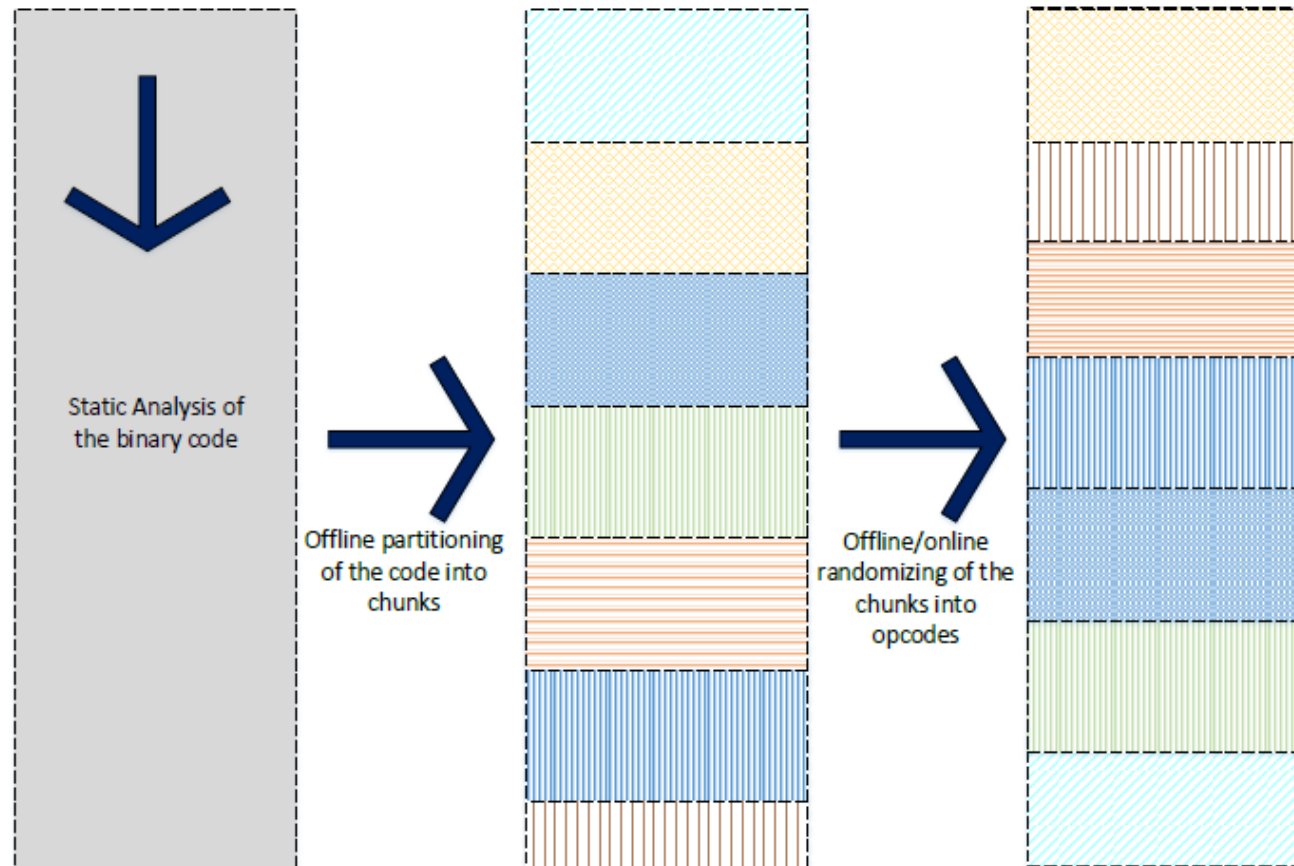 Static Analysis of
the binary code
Offline partitioning
of the code into
chunks
Offline/online
randomizing of the
chunks into
opcodes